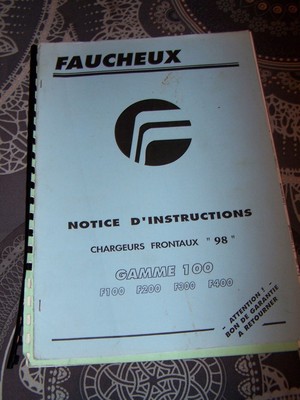 FAUCHEUX
NOTICE D'INSTRUCTIONS
CHARGEURS FRONTAUX " 98 "
GAMME 100
F100 F200 F300 F400
- ATTENTION ! -
BON DE GARANTIE
- A RETOURNER -